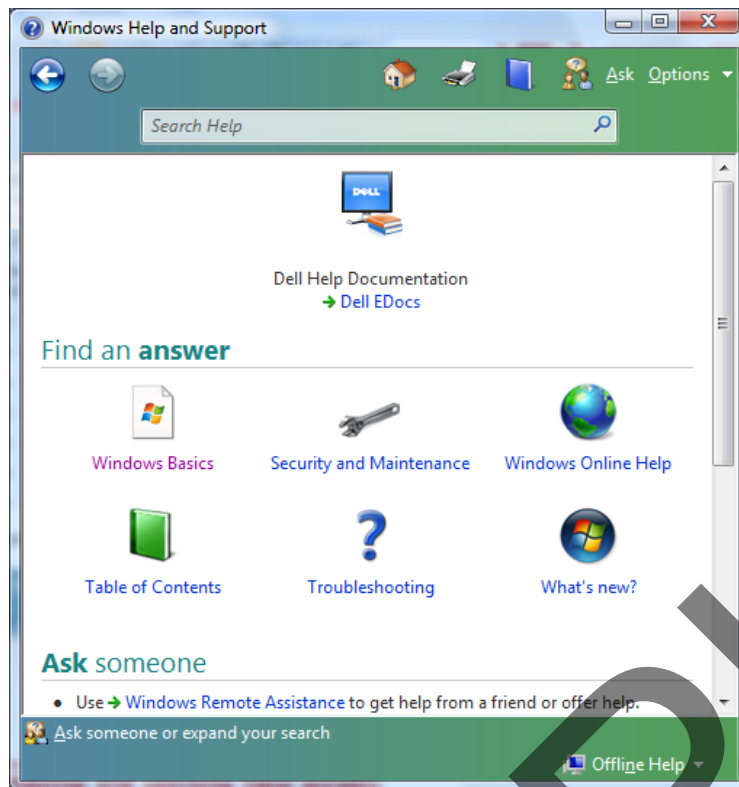 Windows Help and Support
Ask Options
Search Help
DELL
Dell Help Documentation
Dell EDocs
Find an answer
Windows Basics Security and Maintenance Windows Online Help
Table of Contents Troubleshooting What's new?
Ask someone
• Use Windows Remote Assistance to get help from a friend or offer help.
Ask someone or expand your search
Offline Help